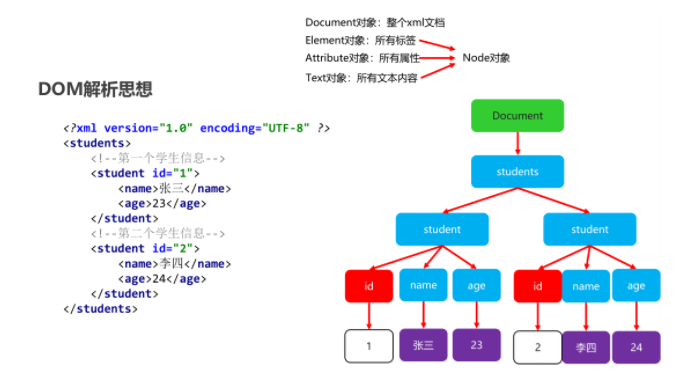 Document对象：整个xml文档
Element对象：所有标签
Attribute对象：所有属性
Node对象
Text对象：所有文本内容
DOM解析思想
<?xml version="1.0" encoding="UTF-8" ?>
<students>
<!--第一个学生信息-->
<student id="1">
<name>张三</name>
<age>23</age>
</student>
<!--第二个学生信息-->
<student id="2">
<name>李四</name>
<age>24</age>
</student>
</students>
Document
students
student student
id name age id name age
1 张三 23 2 李四 24